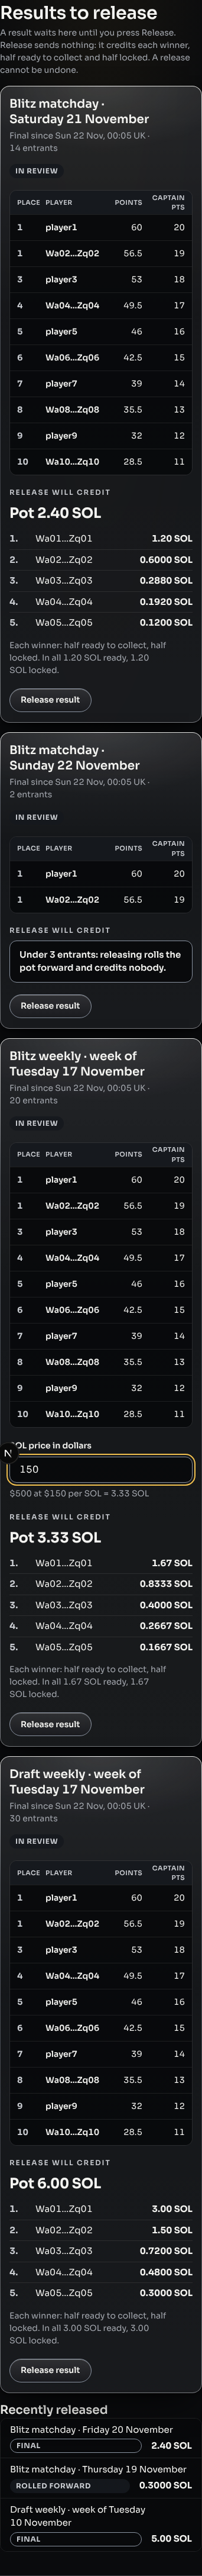 Results to release
A result waits here until you press Release.
Release sends nothing: it credits each winner,
half ready to collect and half locked. A release
cannot be undone.
Blitz matchday ·
Saturday 21 November
Final since Sun 22 Nov, 00:05 UK ·
14 entrants
IN REVIEW
PLACE PLAYER POINTS CAPTAIN PTS
1 player1 60 20
1 Wa02...Zq02 56.5 19
3 player3 53 18
4 Wa04...Zq04 49.5 17
5 player5 46 16
6 Wa06...Zq06 42.5 15
7 player7 39 14
8 Wa08...Zq08 35.5 13
9 player9 32 12
10 Wa10...Zq10 28.5 11
RELEASE WILL CREDIT
Pot 2.40 SOL
1. Wa01...Zq01 1.20 SOL
2. Wa02...Zq02 0.6000 SOL
3. Wa03...Zq03 0.2880 SOL
4. Wa04...Zq04 0.1920 SOL
5. Wa05...Zq05 0.1200 SOL
Each winner: half ready to collect, half
locked. In all 1.20 SOL ready, 1.20
SOL locked.
Release result
Blitz matchday ·
Sunday 22 November
Final since Sun 22 Nov, 00:05 UK ·
2 entrants
IN REVIEW
PLACE PLAYER POINTS CAPTAIN PTS
1 player1 60 20
1 Wa02...Zq02 56.5 19
RELEASE WILL CREDIT
Under 3 entrants: releasing rolls the
pot forward and credits nobody.
Release result
Blitz weekly · week of
Tuesday 17 November
Final since Sun 22 Nov, 00:05 UK ·
20 entrants
IN REVIEW
PLACE PLAYER POINTS CAPTAIN PTS
1 player1 60 20
1 Wa02...Zq02 56.5 19
3 player3 53 18
4 Wa04...Zq04 49.5 17
5 player5 46 16
6 Wa06...Zq06 42.5 15
7 player7 39 14
8 Wa08...Zq08 35.5 13
9 player9 32 12
10 Wa10...Zq10 28.5 11
SOL price in dollars
N
150
$500 at $150 per SOL = 3.33 SOL
RELEASE WILL CREDIT
Pot 3.33 SOL
1. Wa01...Zq01 1.67 SOL
2. Wa02...Zq02 0.8333 SOL
3. Wa03...Zq03 0.4000 SOL
4. Wa04...Zq04 0.2667 SOL
5. Wa05...Zq05 0.1667 SOL
Each winner: half ready to collect, half
locked. In all 1.67 SOL ready, 1.67
SOL locked.
Release result
Draft weekly · week of
Tuesday 17 November
Final since Sun 22 Nov, 00:05 UK ·
30 entrants
IN REVIEW
PLACE PLAYER POINTS CAPTAIN PTS
1 player1 60 20
1 Wa02...Zq02 56.5 19
3 player3 53 18
4 Wa04...Zq04 49.5 17
5 player5 46 16
6 Wa06...Zq06 42.5 15
7 player7 39 14
8 Wa08...Zq08 35.5 13
9 player9 32 12
10 Wa10...Zq10 28.5 11
RELEASE WILL CREDIT
Pot 6.00 SOL
1. Wa01...Zq01 3.00 SOL
2. Wa02...Zq02 1.50 SOL
3. Wa03...Zq03 0.7200 SOL
4. Wa04...Zq04 0.4800 SOL
5. Wa05...Zq05 0.3000 SOL
Each winner: half ready to collect, half
locked. In all 3.00 SOL ready, 3.00
SOL locked.
Release result
Recently released
Blitz matchday · Friday 20 November
FINAL 2.40 SOL
Blitz matchday · Thursday 19 November
ROLLED FORWARD 0.3000 SOL
Draft weekly · week of Tuesday
10 November
FINAL 5.00 SOL